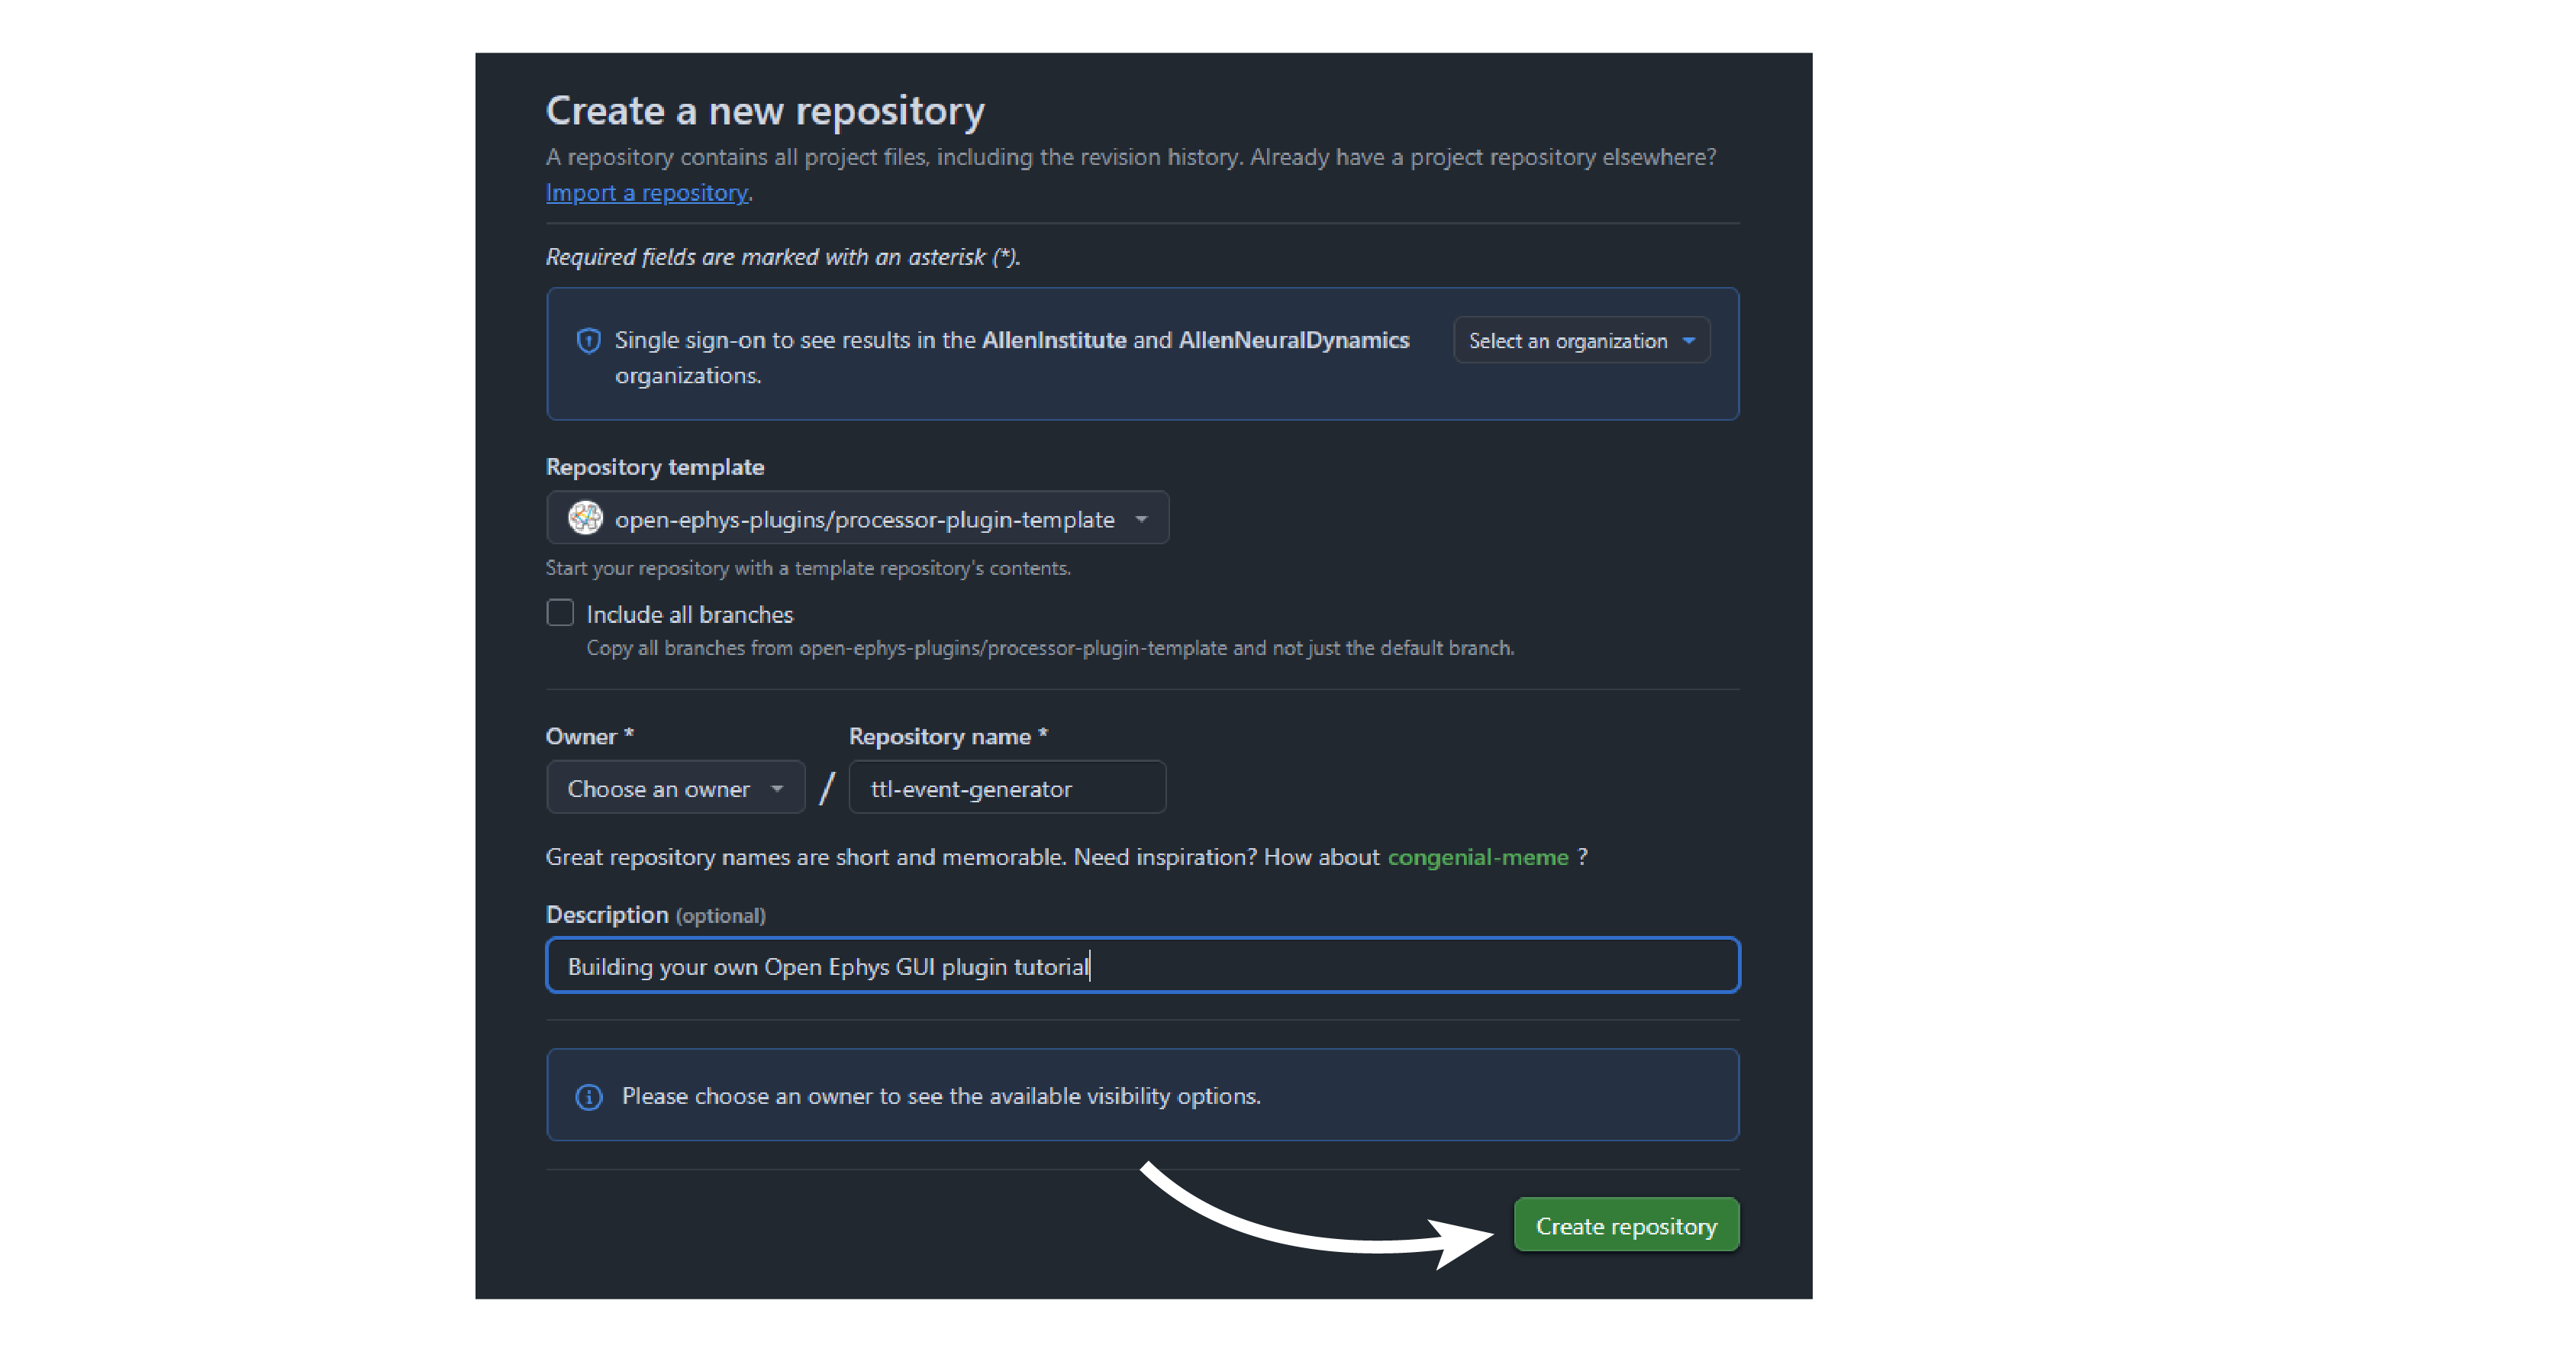 Create a new repository
A repository contains all project files, including the revision history. Already have a project repository elsewhere?
Import a repository.
Required fields are marked with an asterisk (*).
Single sign-on to see results in the AllenInstitute and AllenNeuralDynamics
organizations.
Select an organization
Repository template
open-ephys-plugins/processor-plugin-template
Start your repository with a template repository's contents.
Include all branches
Copy all branches from open-ephys-plugins/processor-plugin-template and not just the default branch.
Owner * Repository name *
Choose an owner / ttl-event-generator
Great repository names are short and memorable. Need inspiration? How about congenial-meme ?
Description (optional)
Building your own Open Ephys GUI plugin tutorial
Please choose an owner to see the available visibility options.
Create repository